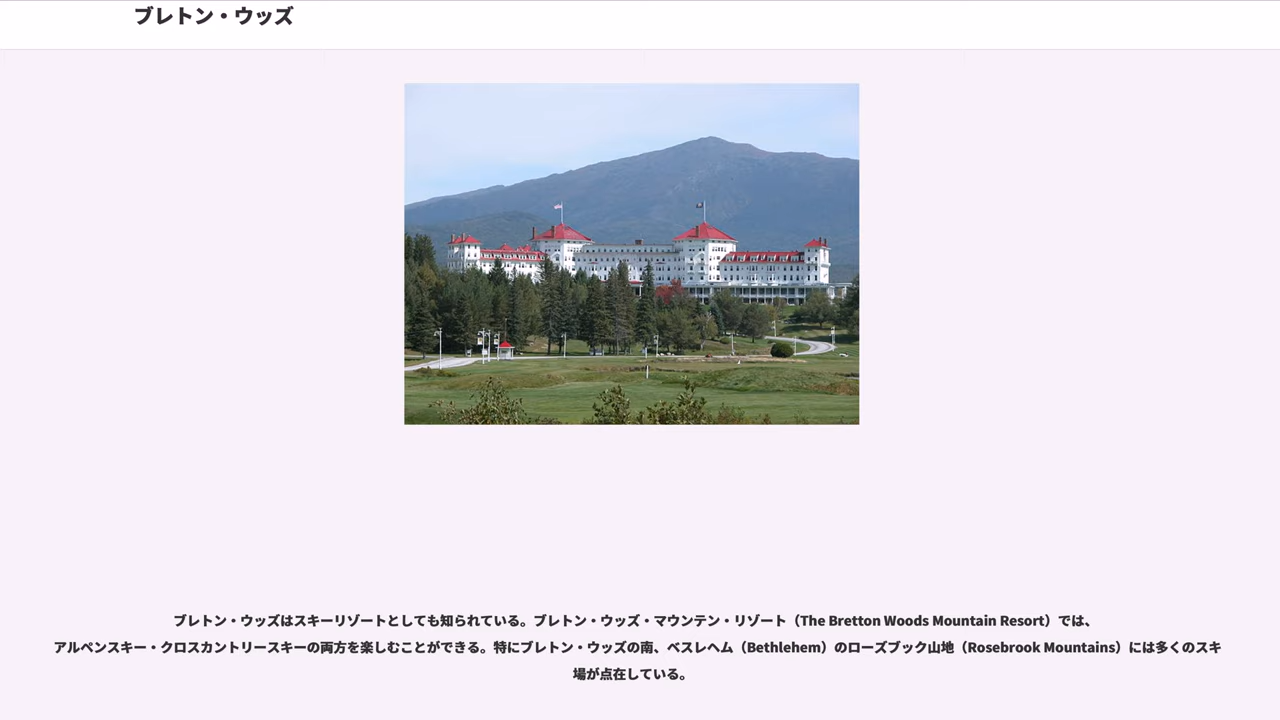 ブレトン・ウッズ
ブレトン・ウッズはスキーリゾートとしても知られている。ブレトン・ウッズ・マウンテン・リゾート（The Bretton Woods Mountain Resort）では、
アルペンスキー・クロスカントリースキーの両方を楽しむことができる。特にブレトン・ウッズの南、ベスレヘム（Bethlehem）のローズブック山地（Rosebrook Mountains）には多くのスキ
場が点在している。